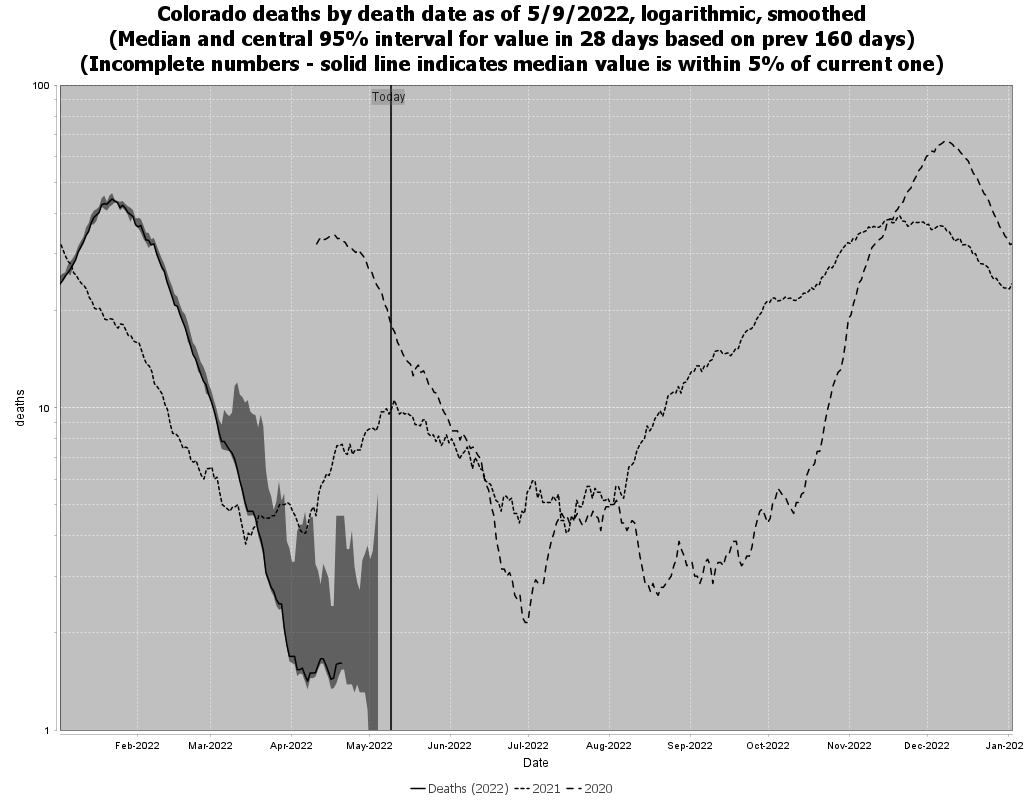 Colorado deaths by death date as of 5/9/2022, logarithmic, smoothed
(Median and central 95% interval for value in 28 days based on prev 160 days)
(Incomplete numbers - solid line indicates median value is within 5% of current one)
Today
100
10
1
deaths
Feb-2022 Mar-2022 Apr-2022 May-2022 Jun-2022 Jul-2022 Aug-2022 Sep-2022 Oct-2022 Nov-2022 Dec-2022 Jan-202
Date
Deaths (2022) 2021 2020